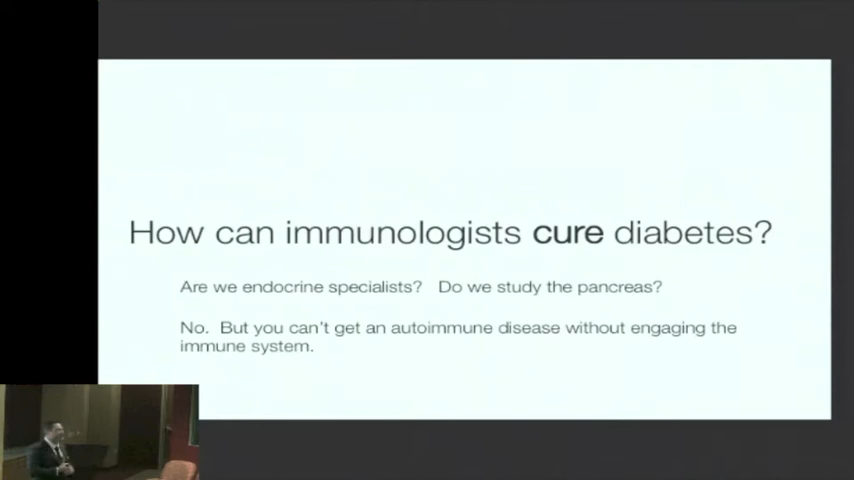 How can immunologists cure diabetes?
Are we endocrine specialists? Do we study the pancreas?
No. But you can't get an autoimmune disease without engaging the
immune system.